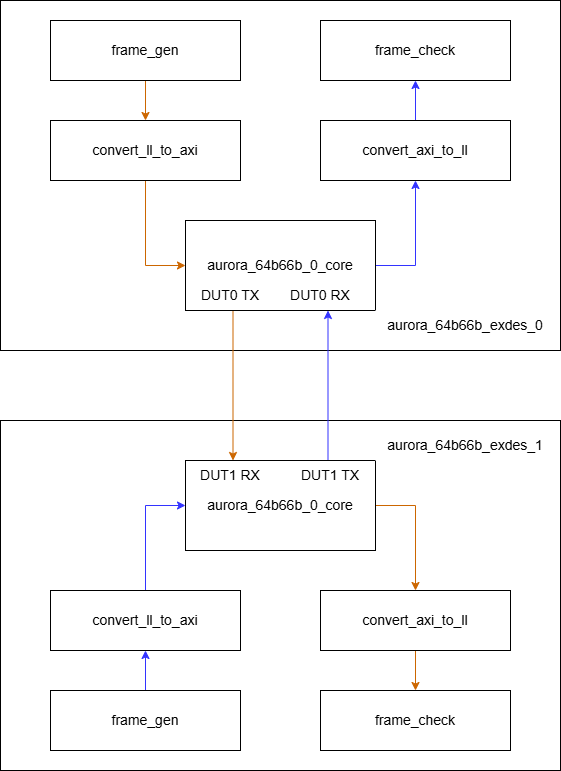 frame_gen
frame_check
convert_ll_to_axi
convert_axi_to_ll
aurora_64b66b_0_core
DUT0 TX
DUT0 RX
aurora_64b66b_exdes_0
aurora_64b66b_exdes_1
DUT1 RX
DUT1 TX
aurora_64b66b_0_core
convert_ll_to_axi
convert_axi_to_ll
frame_gen
frame_check